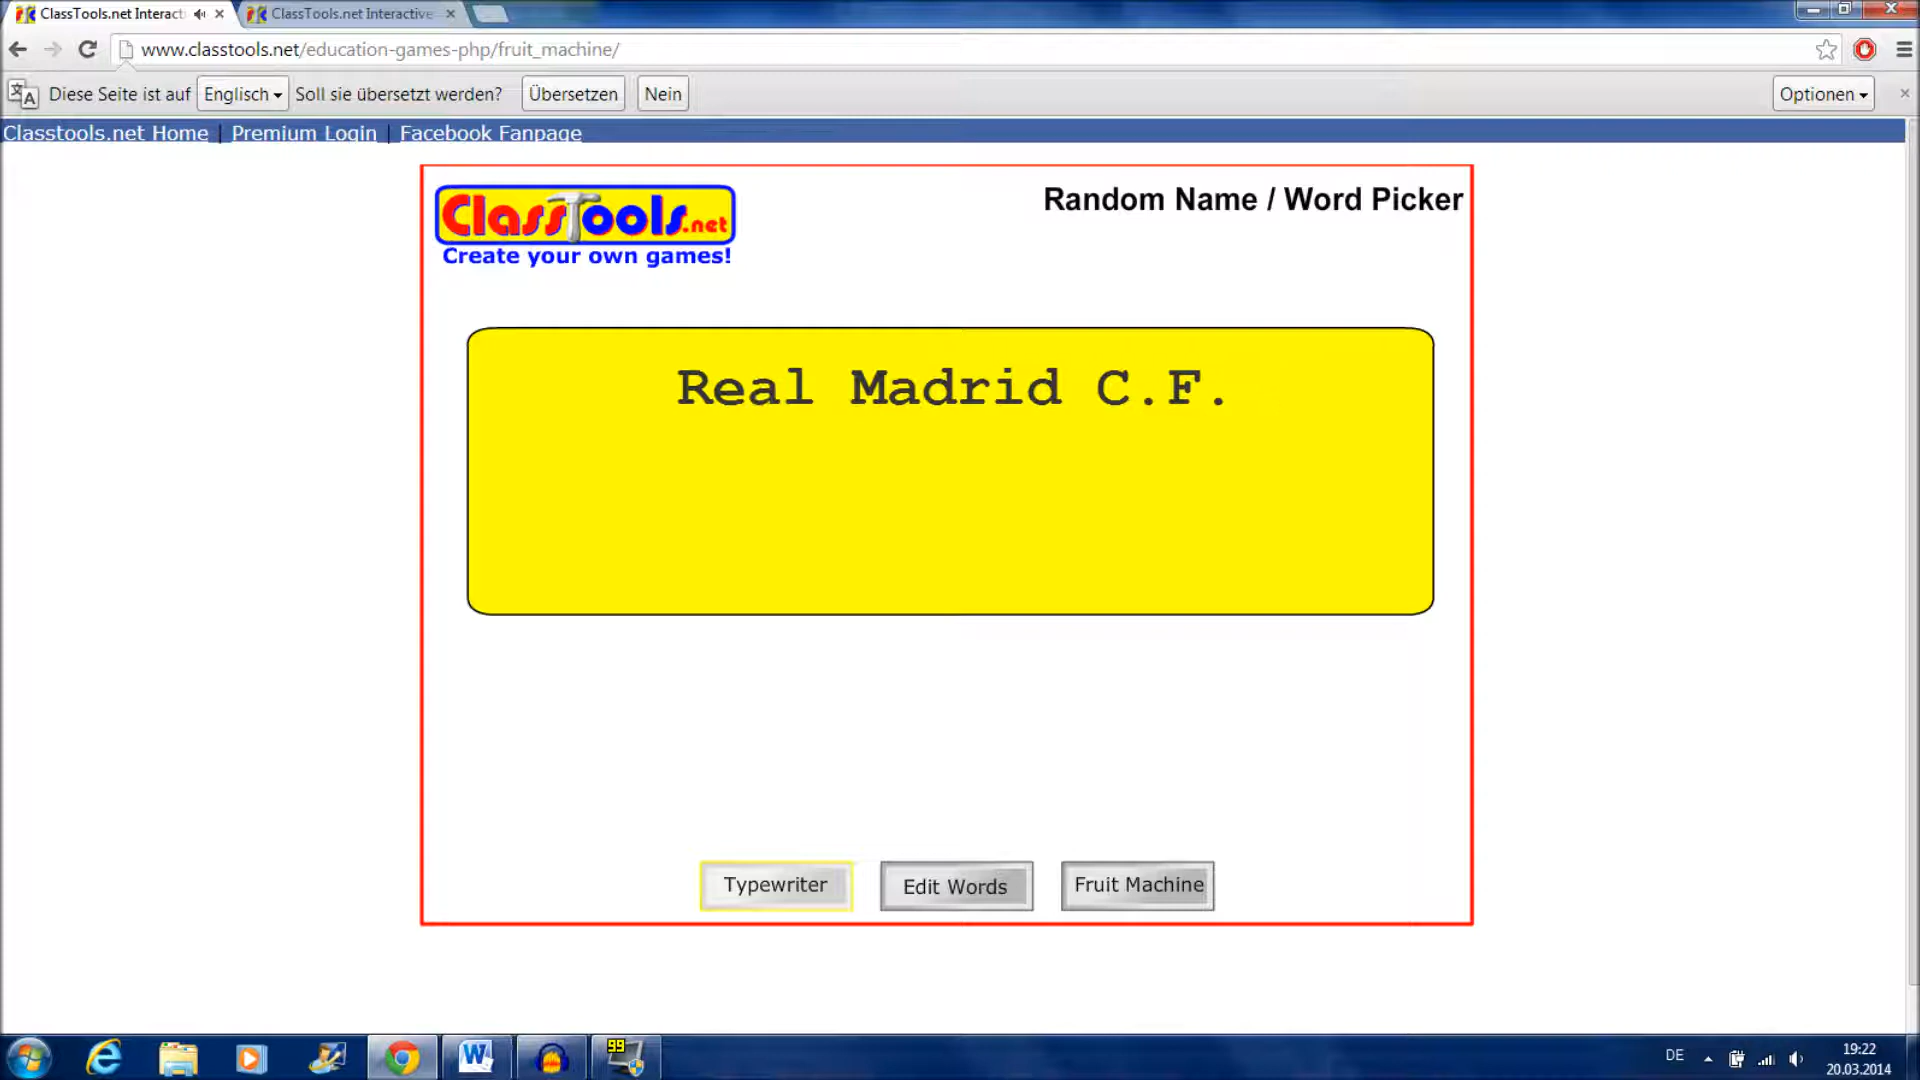 ClassTools.net Interact
ClassTools.net Interactive
www.classtools.net/education-games-php/fruit_machine/
Diese Seite ist auf Englisch Soll sie übersetzt werden? Übersetzen Nein Optionen
Classtools.net Home | Premium Login | Facebook Fanpage
ClassTools.net
Create your own games!
Random Name / Word Picker
Real Madrid C.F.
Typewriter
Edit Words
Fruit Machine
99
DE
19:22
20.03.2014